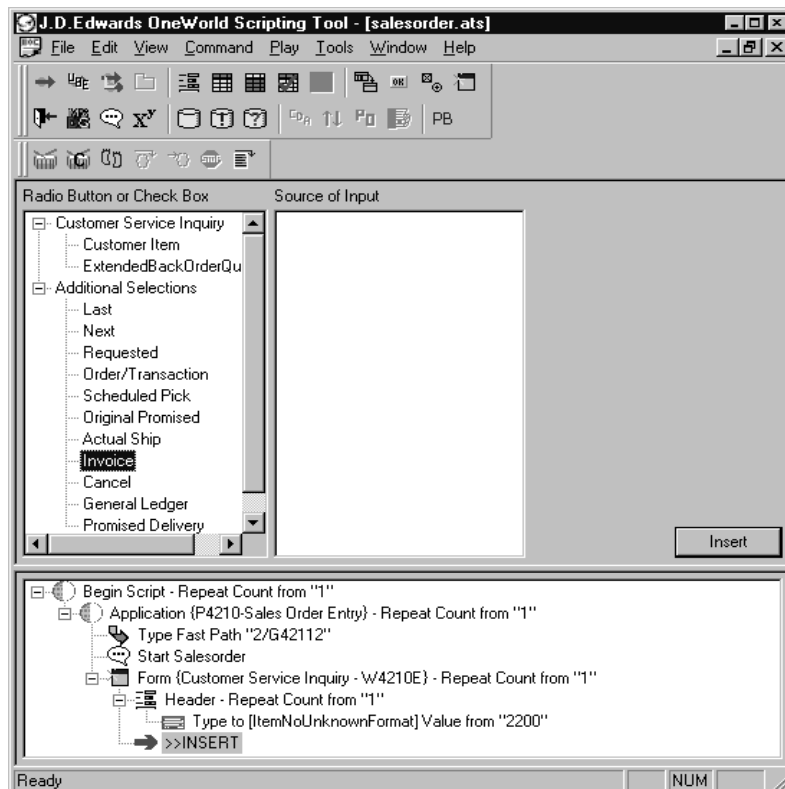 J.D.Edwards OneWorld Scripting Tool - [salesorder.ats]
File Edit View Command Play Tools Window Help
UBE OK
X^Y T ? CDA PB
C STOP
Radio Button or Check Box Source of Input
Customer Service Inquiry
Customer Item
ExtendedBackOrderQu
Additional Selections
Last
Next
Requested
Order/Transaction
Scheduled Pick
Original Promised
Actual Ship
Invoice
Cancel
General Ledger
Promised Delivery
Insert
Begin Script - Repeat Count from "1"
Application {P4210-Sales Order Entry} - Repeat Count from "1"
Type Fast Path "2/G42112"
Start Salesorder
Form {Customer Service Inquiry - W4210E} - Repeat Count from "1"
Header - Repeat Count from "1"
Type to [ItemNoUnknownFormat] Value from "2200"
>>INSERT
Ready NUM